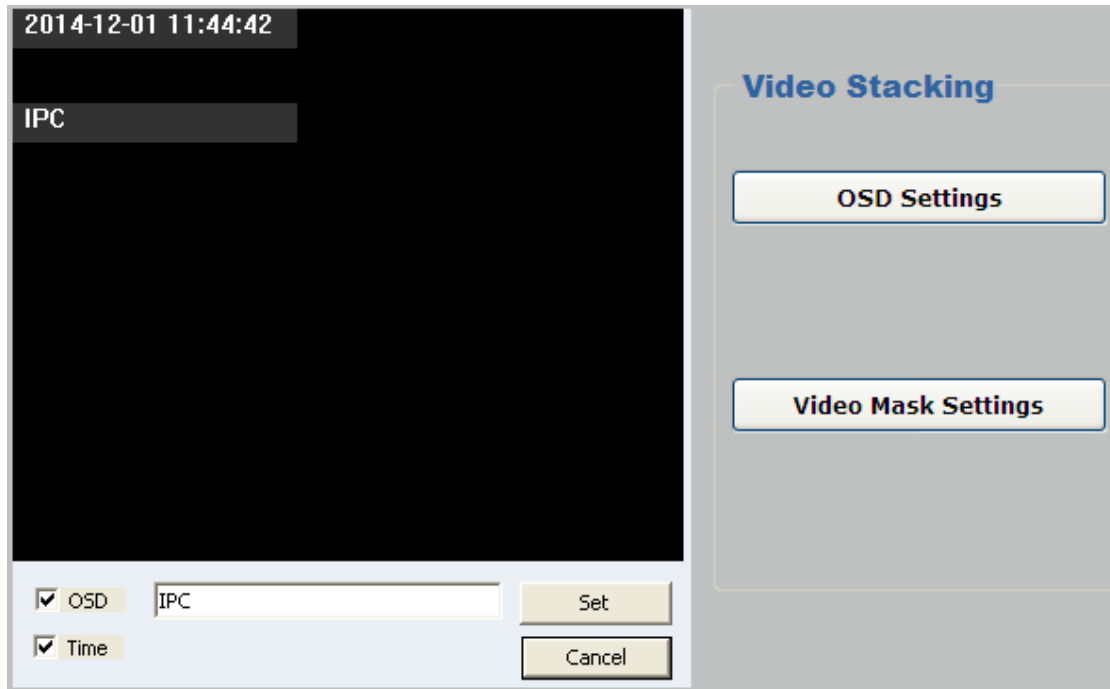 2014-12-01 11:44:42
IPC
Video Stacking
OSD Settings
Video Mask Settings
OSD
IPC
Set
Time
Cancel